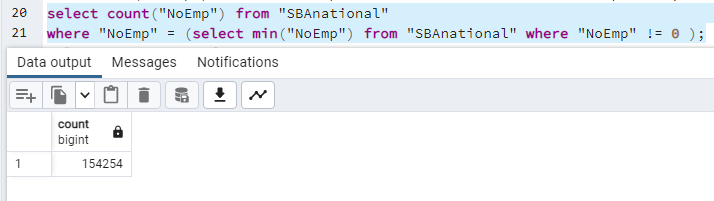 20 select count("NoEmp") from "SBAnational"
21 where "NoEmp" = (select min("NoEmp") from "SBAnational" where "NoEmp" != 0 );
Data output Messages Notifications
count
bigint
1 154254